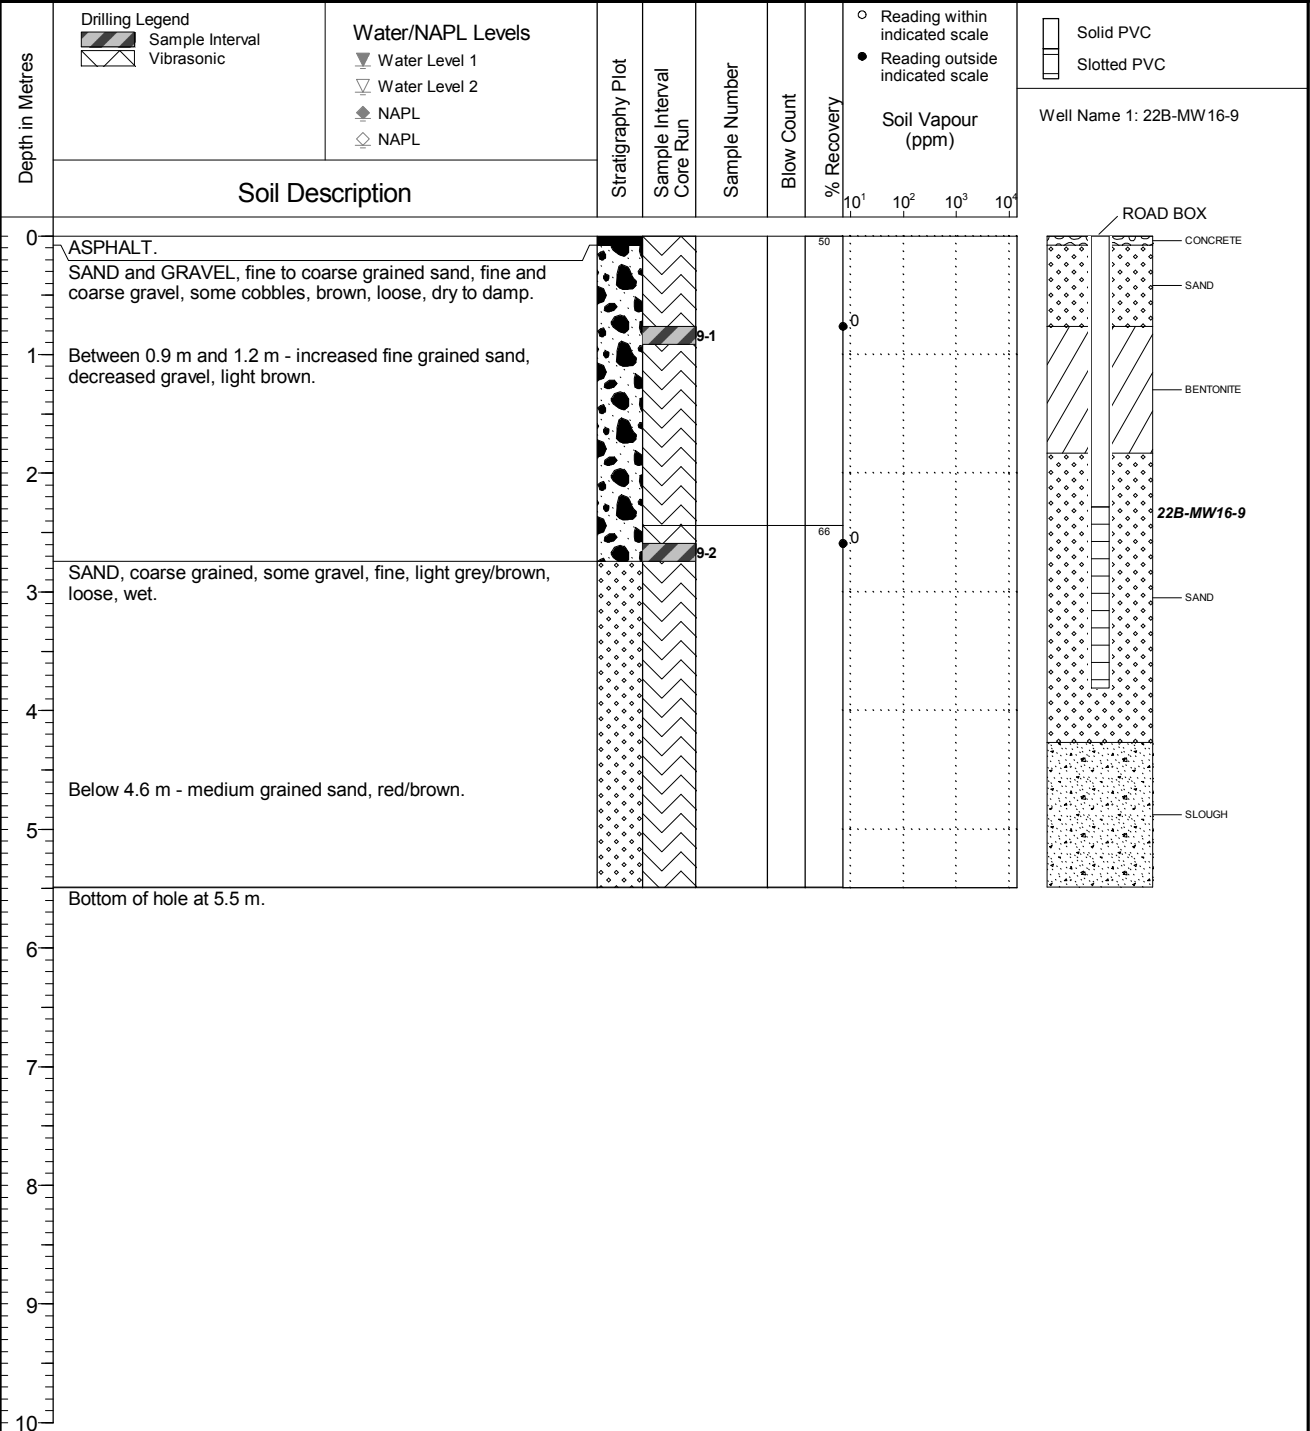 Depth in Metres
Drilling Legend
Sample Interval
Vibrasonic
Water/NAPL Levels
Water Level 1
Water Level 2
NAPL
NAPL
Soil Description
Stratigraphy Plot
Sample Interval
Core Run
Sample Number
Blow Count
% Recovery
Reading within
indicated scale
Reading outside
indicated scale
Soil Vapour
(ppm)
10¹ 10² 10³ 10⁴
Solid PVC
Slotted PVC
Well Name 1: 22B-MW16-9
ROAD BOX
0
ASPHALT.
50
CONCRETE
SAND and GRAVEL, fine to coarse grained sand, fine and
coarse gravel, some cobbles, brown, loose, dry to damp.
SAND
0
9-1
1
Between 0.9 m and 1.2 m - increased fine grained sand,
decreased gravel, light brown.
BENTONITE
2
22B-MW16-9
66
0
9-2
SAND, coarse grained, some gravel, fine, light grey/brown,
loose, wet.
3
SAND
4
Below 4.6 m - medium grained sand, red/brown.
SLOUGH
5
Bottom of hole at 5.5 m.
6
7
8
9
10